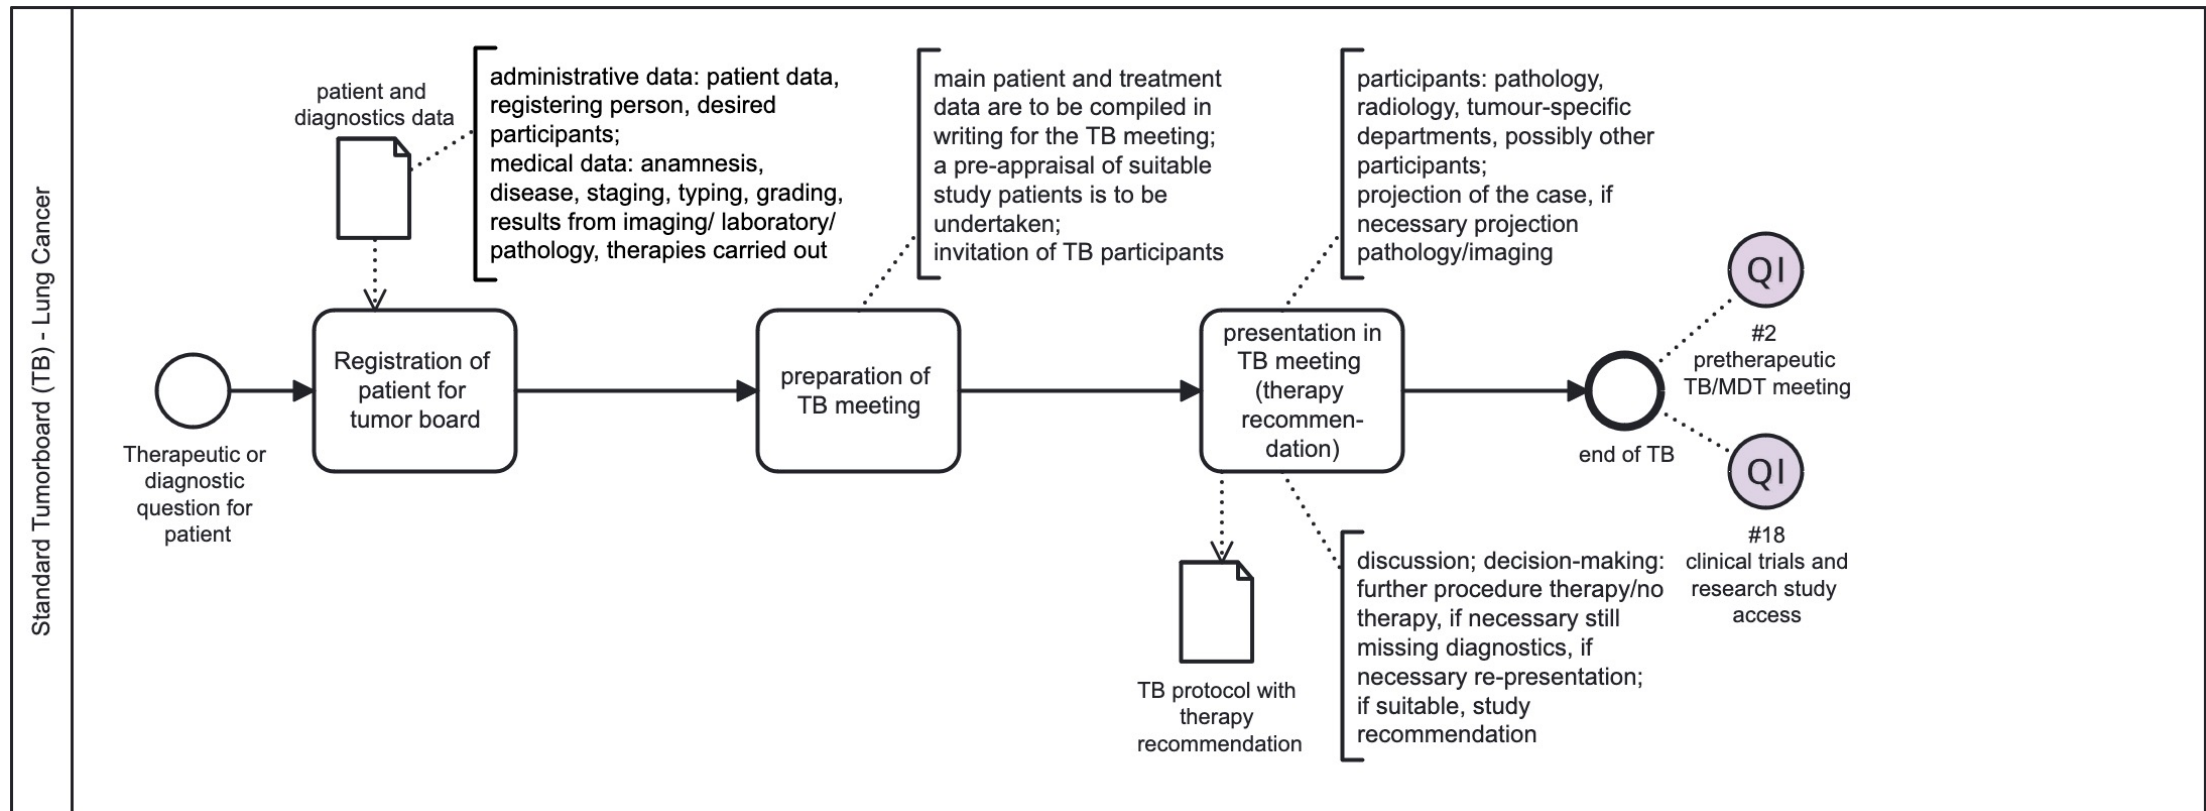 Standard Tumorboard (TB) - Lung Cancer
patient and
diagnostics data
administrative data: patient data,
registering person, desired
participants;
medical data: anamnesis,
disease, staging, typing, grading,
results from imaging/ laboratory/
pathology, therapies carried out
main patient and treatment
data are to be compiled in
writing for the TB meeting;
a pre-appraisal of suitable
study patients is to be
undertaken;
invitation of TB participants
participants: pathology,
radiology, tumour-specific
departments, possibly other
participants;
projection of the case, if
necessary projection
pathology/imaging
Therapeutic or
diagnostic
question for
patient
Registration of
patient for
tumor board
preparation of
TB meeting
presentation in
TB meeting
(therapy
recommen-
dation)
end of TB
QI
#2
pretherapeutic
TB/MDT meeting
QI
#18
clinical trials and
research study
access
TB protocol with
therapy
recommendation
discussion; decision-making:
further procedure therapy/no
therapy, if necessary still
missing diagnostics, if
necessary re-presentation;
if suitable, study
recommendation